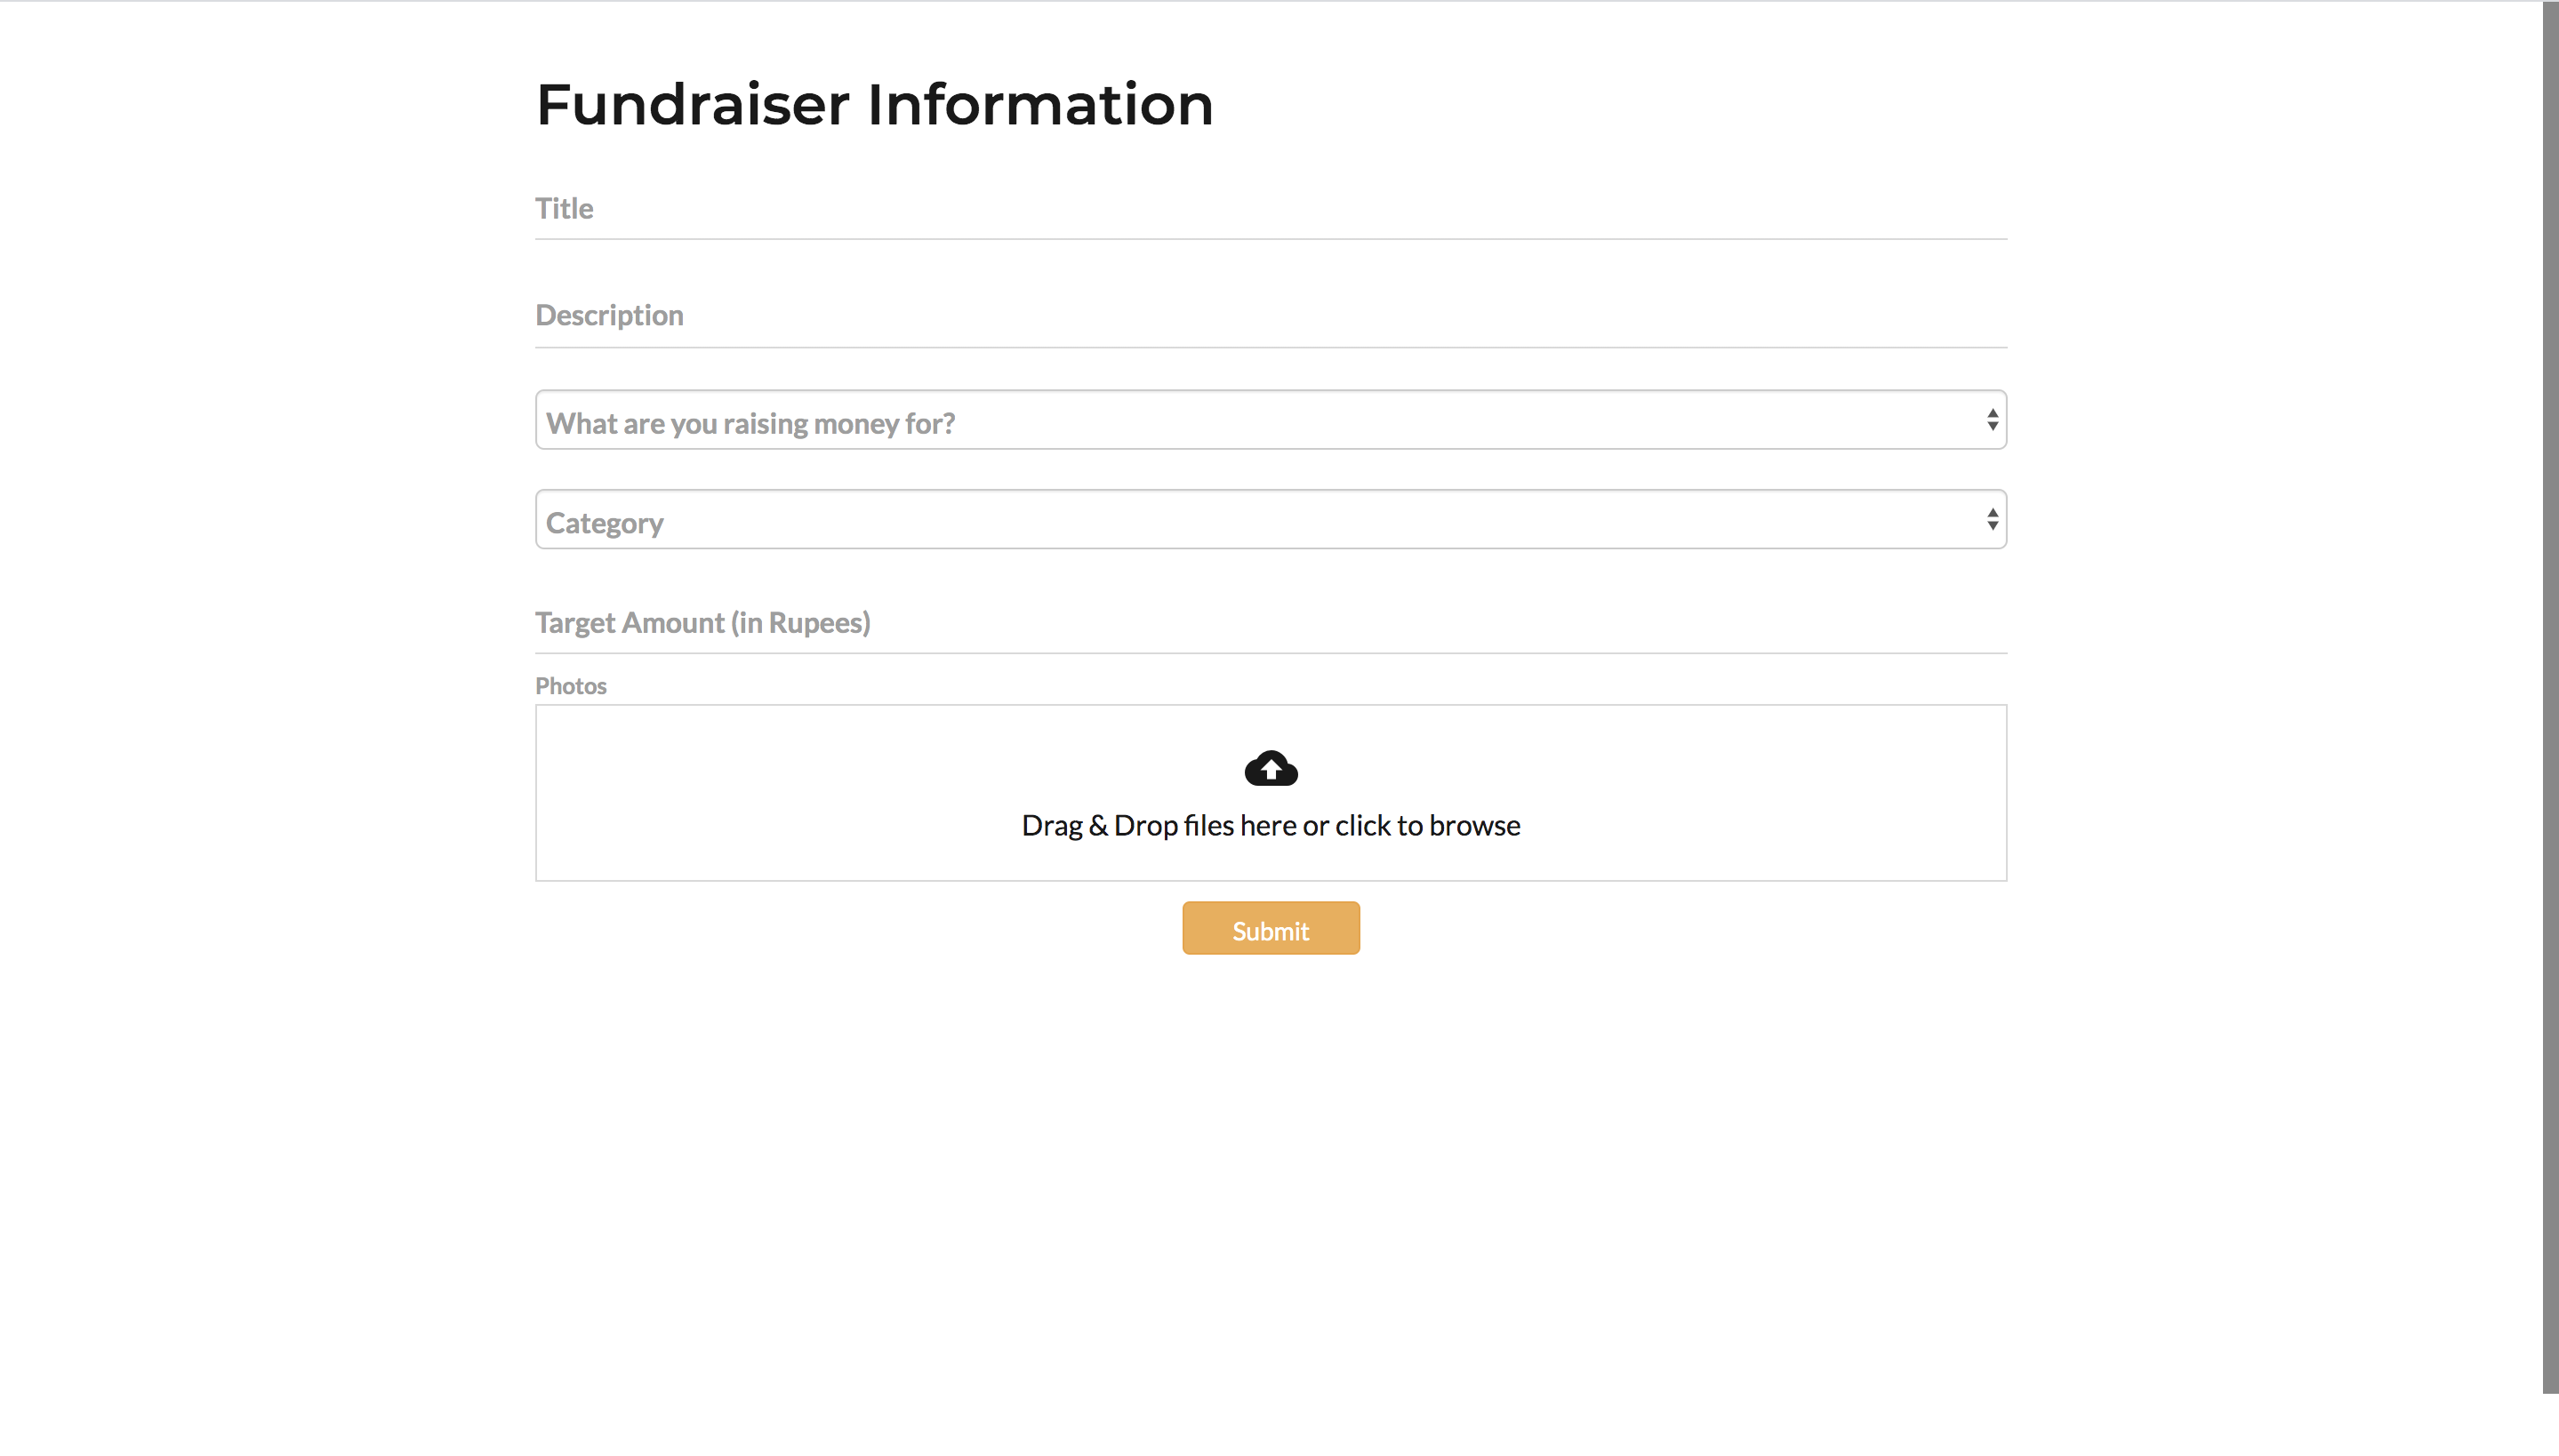 Fundraiser Information
Title
Description
What are you raising money for?
Category
Target Amount (in Rupees)
Photos
Drag & Drop files here or click to browse
Submit